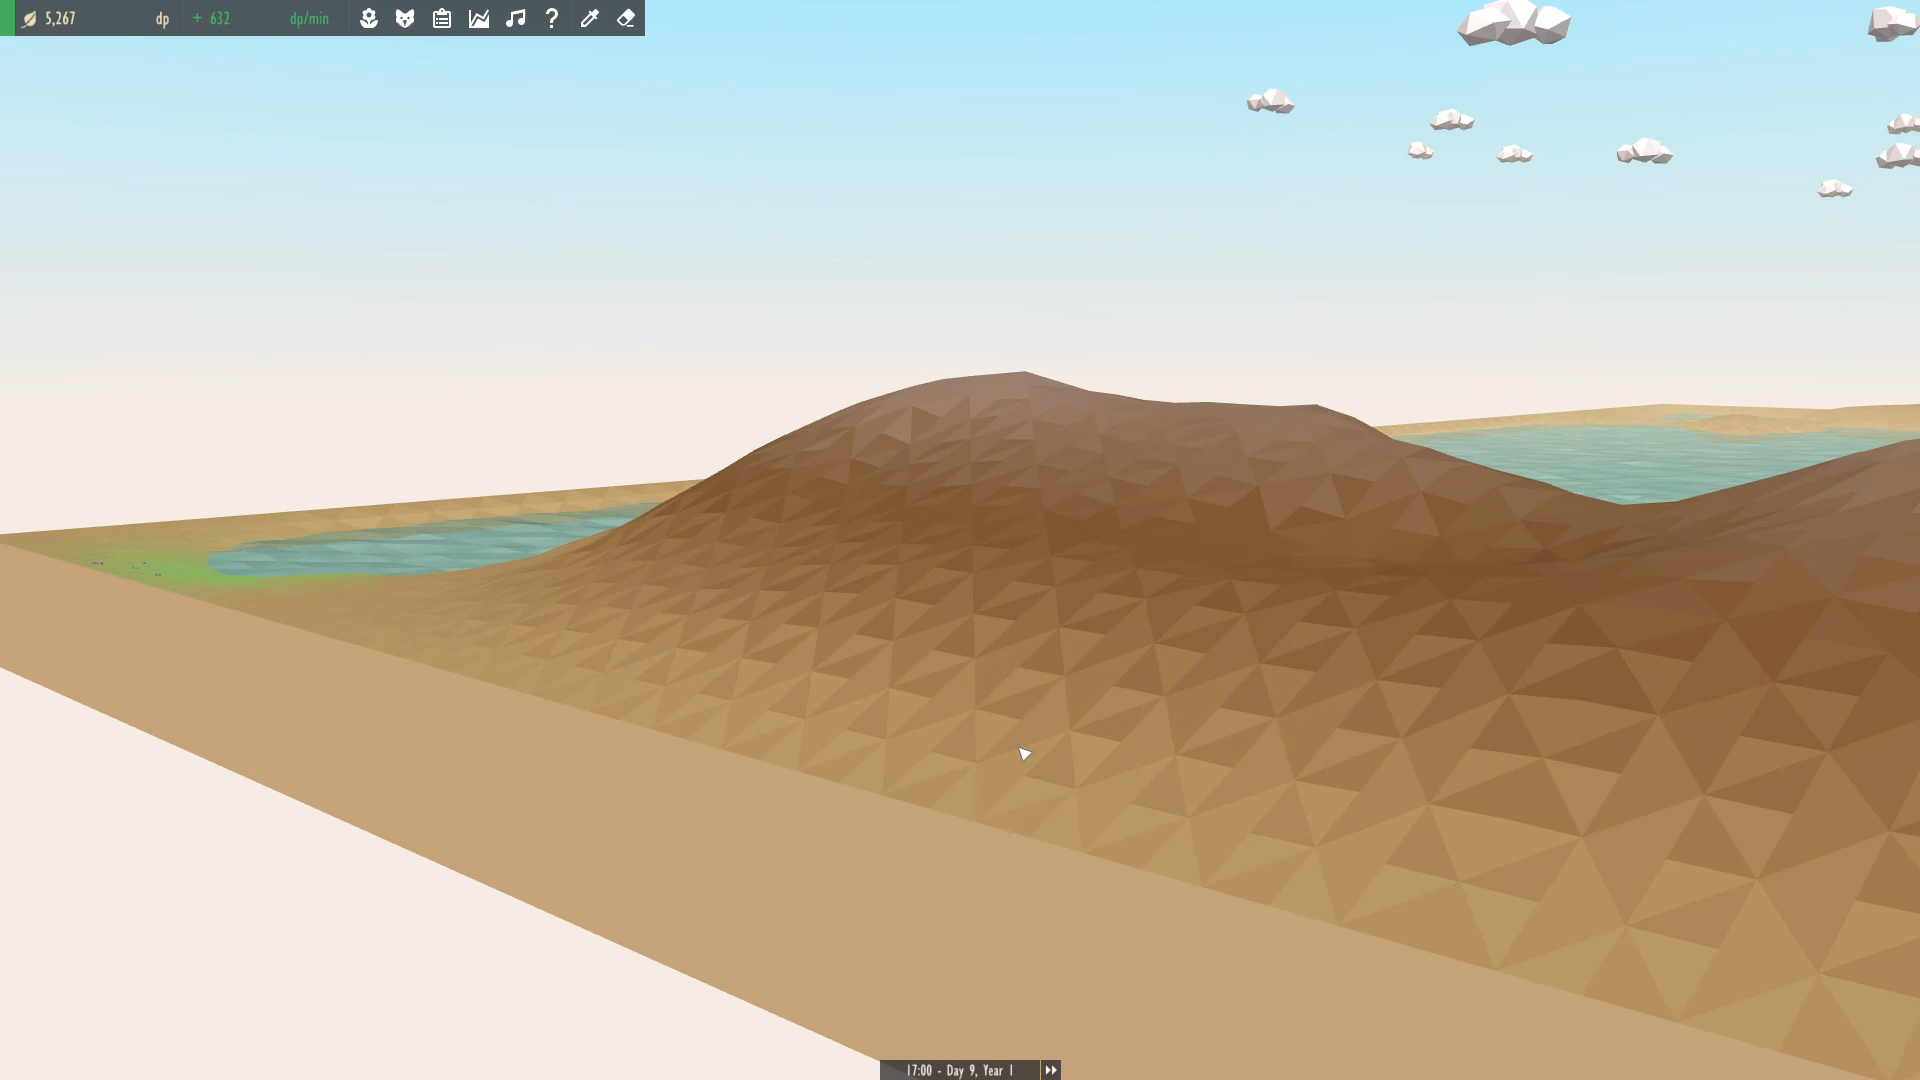 5,267 dp + 632 dp/min ?
17:00 - Day 9, Year 1